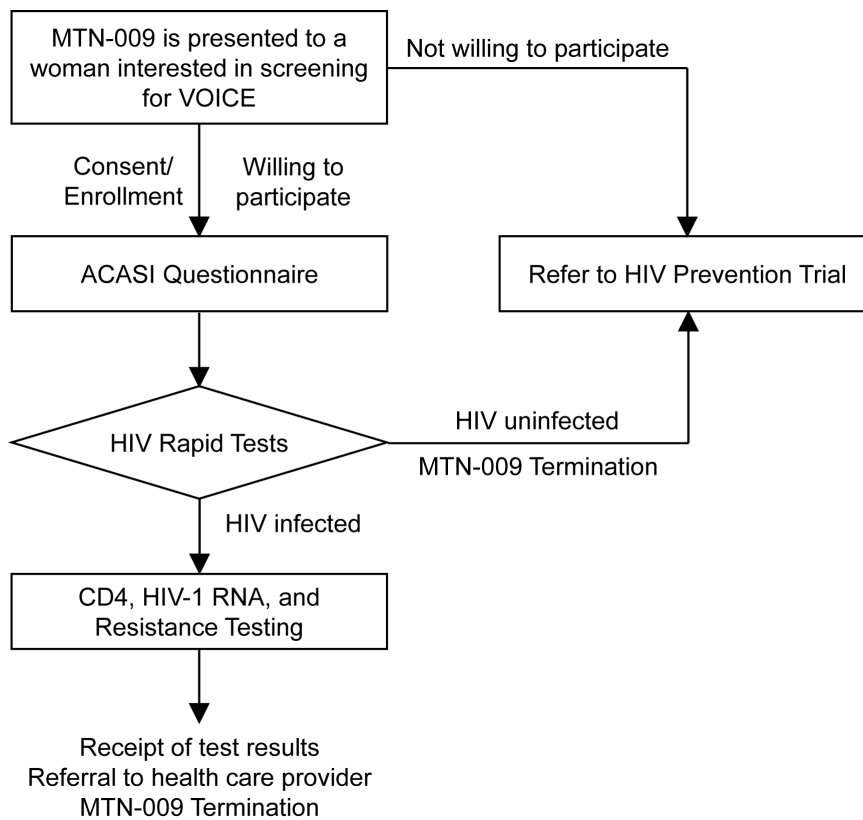 MTN-009 is presented to a
woman interested in screening
for VOICE
Not willing to participate
Consent/
Enrollment
Willing to
participate
ACASI Questionnaire
Refer to HIV Prevention Trial
HIV Rapid Tests
HIV uninfected
MTN-009 Termination
HIV infected
CD4, HIV-1 RNA, and
Resistance Testing
Receipt of test results
Referral to health care provider
MTN-009 Termination